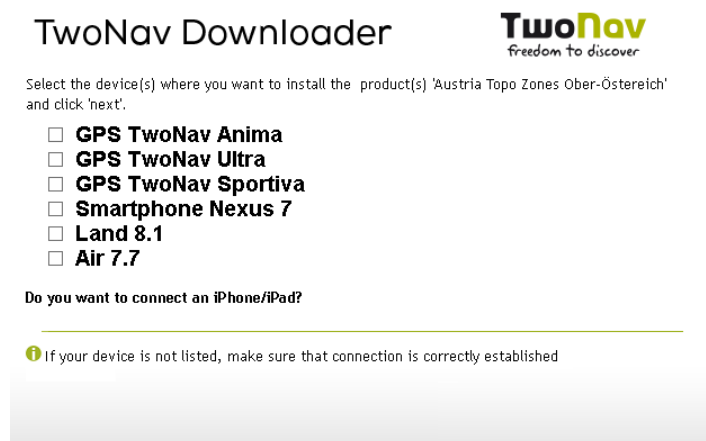 TwoNav Downloader
TwoNav
freedom to discover
Select the device(s) where you want to install the product(s) 'Austria Topo Zones Ober-Östereich'
and click 'next'.
GPS TwoNav Anima
GPS TwoNav Ultra
GPS TwoNav Sportiva
Smartphone Nexus 7
Land 8.1
Air 7.7
Do you want to connect an iPhone/iPad?
i If your device is not listed, make sure that connection is correctly established